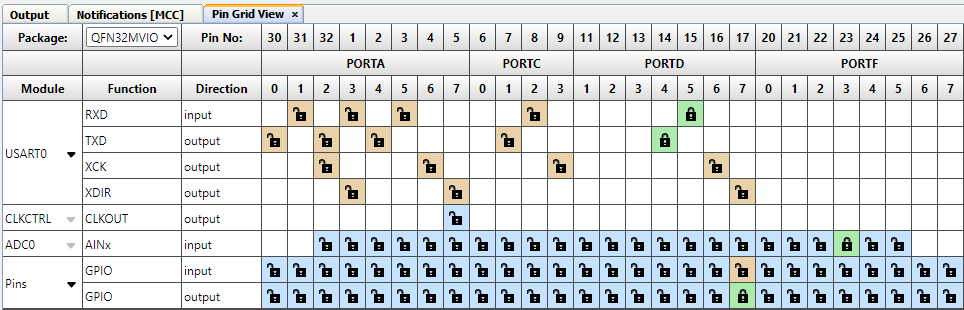 Output Notifications [MCC] Pin Grid View ×
Package: QFN32MVIO Pin No: 30 31 32 1 2 3 4 5 6 7 8 9 11 12 13 14 15 16 17 20 21 22 23 24 25 26 27
PORTA PORTC PORTD PORTF
Module Function Direction 0 1 2 3 4 5 6 7 0 1 2 3 1 2 3 4 5 6 7 0 1 2 3 4 5 6 7
RXD input
TXD output
USART0
XCK output
XDIR output
CLKCTRL CLKOUT output
ADC0 AINx input
GPIO input
Pins
GPIO output